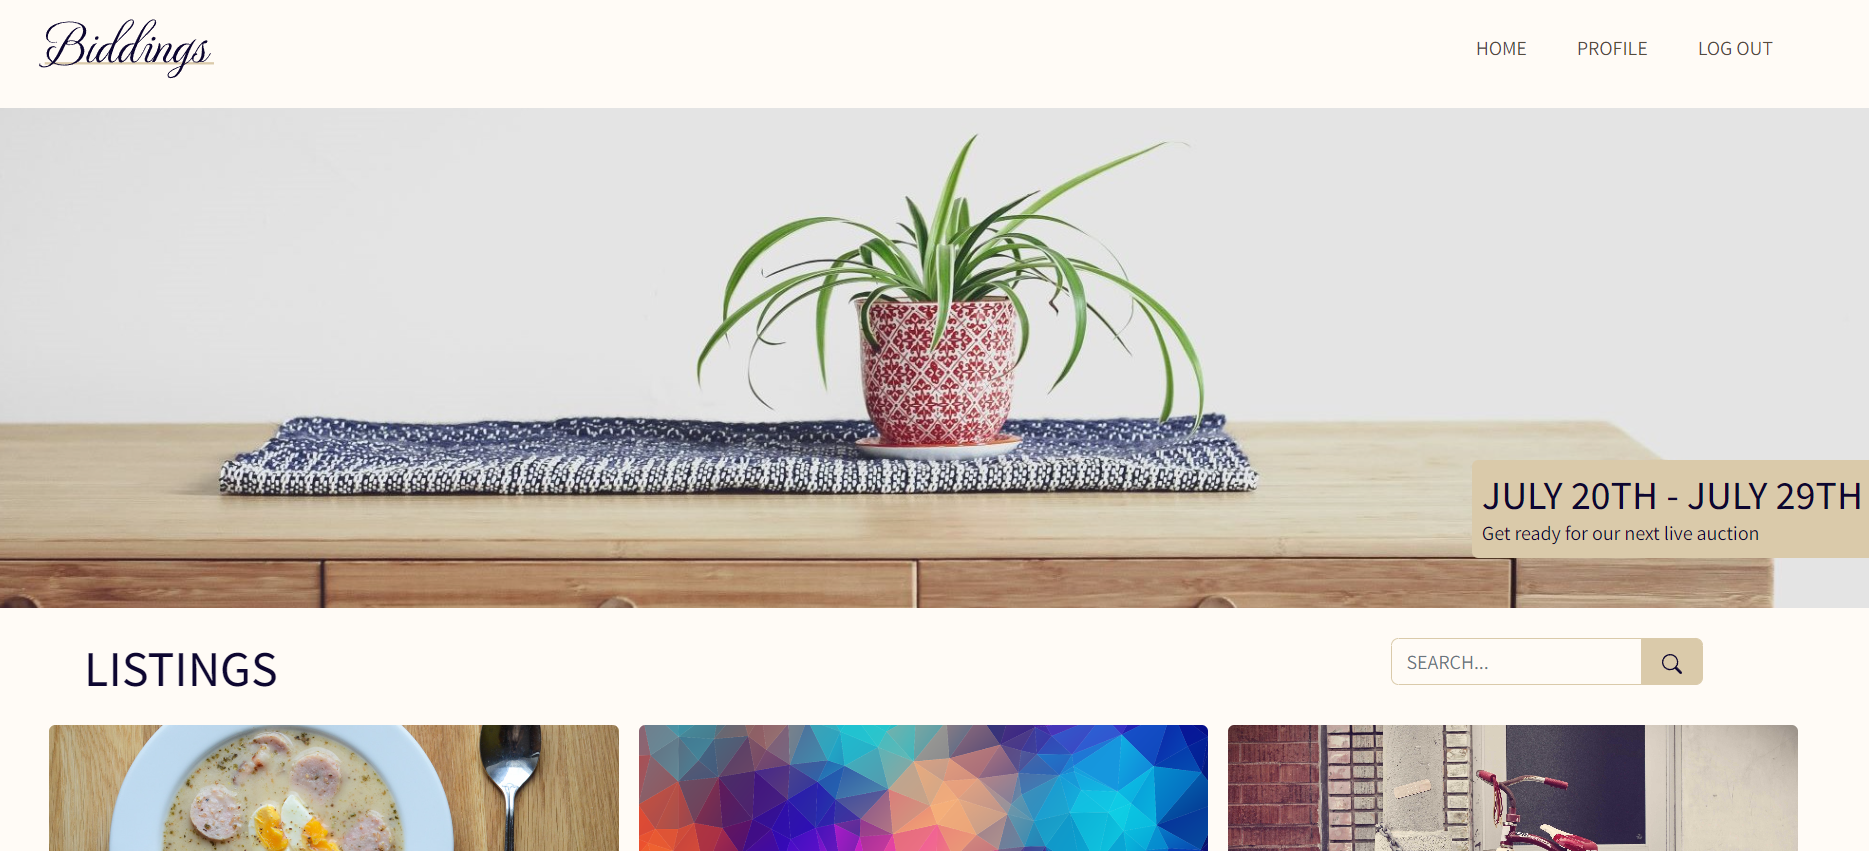 Biddings
HOME PROFILE LOG OUT
JULY 20TH - JULY 29TH
Get ready for our next live auction
LISTINGS
SEARCH...